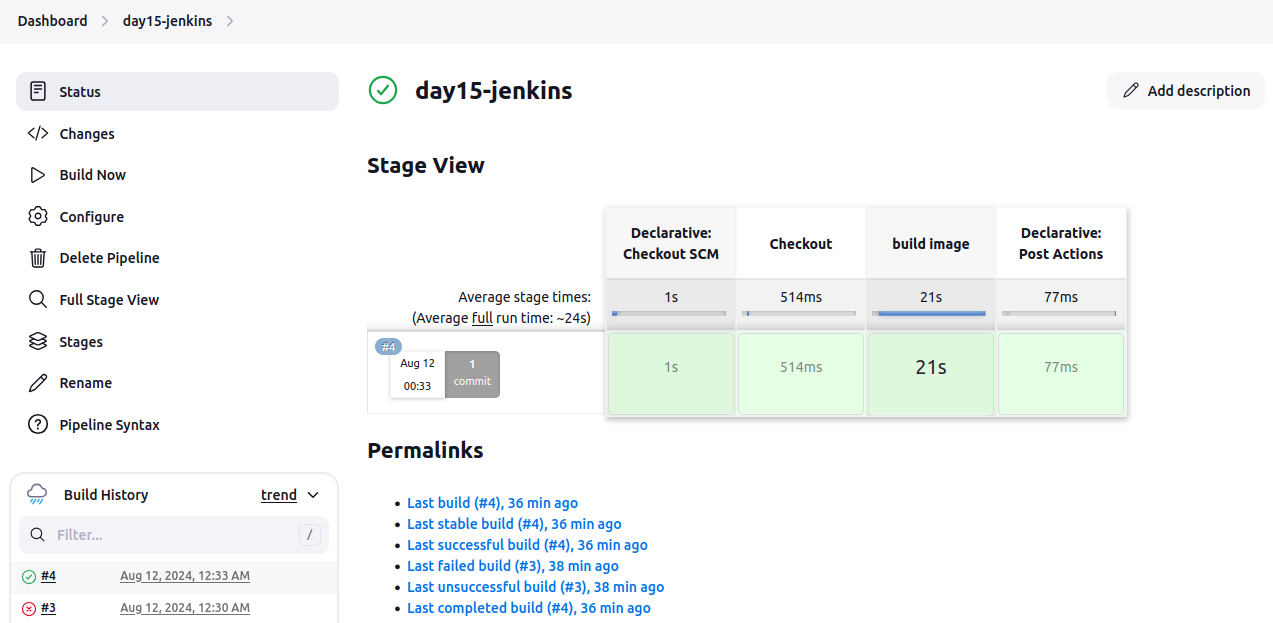 Dashboard > day15-jenkins >
Status
Changes
Build Now
Configure
Delete Pipeline
Full Stage View
Stages
Rename
Pipeline Syntax
Build History
trend
Filter...
/
#4 Aug 12, 2024, 12:33 AM
#3 Aug 12, 2024, 12:30 AM
day15-jenkins
Add description
Stage View
Declarative:
Checkout SCM
Checkout
build image
Declarative:
Post Actions
Average stage times:
(Average full run time: ~24s)
1s
514ms
21s
77ms
#4
Aug 12
00:33
1
commit
1s
514ms
21s
77ms
Permalinks
Last build (#4), 36 min ago
Last stable build (#4), 36 min ago
Last successful build (#4), 36 min ago
Last failed build (#3), 38 min ago
Last unsuccessful build (#3), 38 min ago
Last completed build (#4), 36 min ago